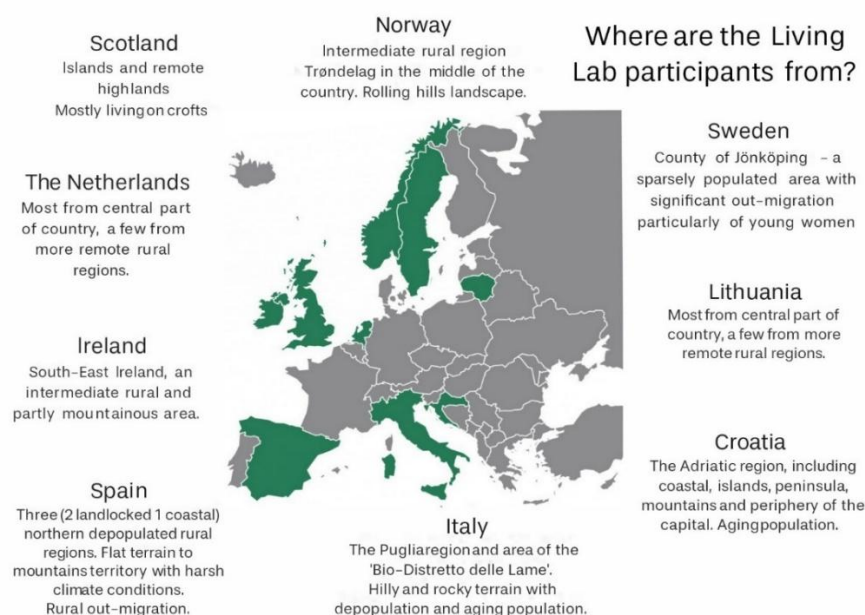 Where are the Living
Lab participants from?
Scotland
Islands and remote
highlands
Mostly living on crofts
Norway
Intermediate rural region
Trøndelag in the middle of the
country. Rolling hills landscape.
Sweden
County of Jönköping - a
sparsely populated area with
significant out-migration
particularly of young women
The Netherlands
Most from central part
of country, a few from
more remote rural
regions.
Lithuania
Most from central part of
country, a few from more
remote rural regions.
Ireland
South-East Ireland, an
intermediate rural and
partly mountainous area.
Croatia
The Adriatic region, including
coastal, islands, peninsula,
mountains and periphery of the
capital. Agingpopulation.
Spain
Three (2 landlocked 1 coastal)
northern depopulated rural
regions. Flat terrain to
mountains territory with harsh
climate conditions.
Rural out-migration.
Italy
The Pugliaregion and area of the
'Bio-Distretto delle Lame'.
Hilly and rocky terrain with
depopulation and aging population.